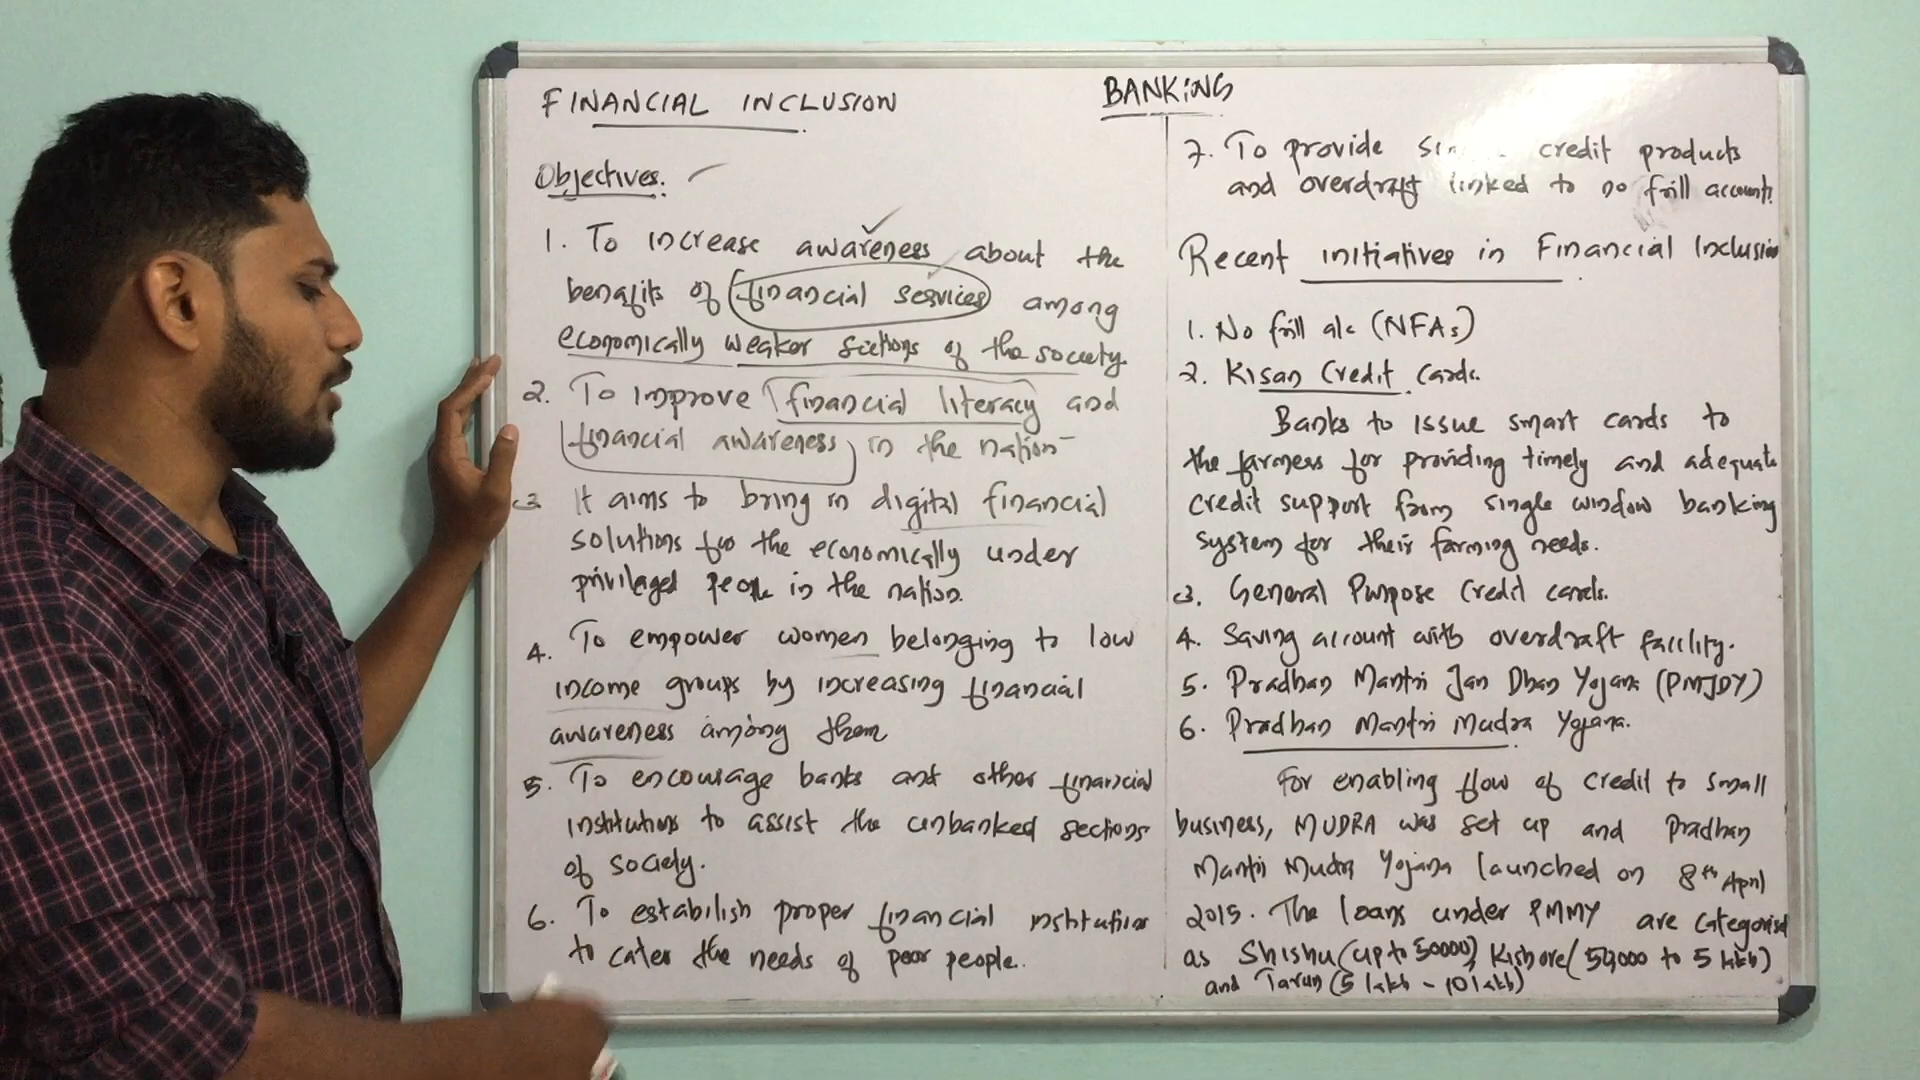 BANKING
FINANCIAL INCLUSION
Objectives.
1. To increase awareness about the
benefits of financial services among
economically weaker sections of the society.
2. To improve financial literacy and
financial awareness in the nation
3 It aims to bring in digital financial
solutions for the economically under
privilaged people in the nation.
4. To empower women belonging to low
income groups by increasing financial
awareness among them
5. To encourage banks and other financial
institutions to assist the unbanked sections
of society.
6. To establish proper financial institution
to cater the needs of poor people.
7. To provide credit products
and overdraft linked to no frill accounts
Recent initiatives in Financial Inclusion
1. No frill a/c (NFAs)
2. Kisan Credit Cards.
Banks to issue smart cards to
the farmers for providing timely and adequate
credit support from single window banking
system for their farming needs.
3. General Purpose Credit cards.
4. Saving account with overdraft facility.
5. Pradhan Mantri Jan Dhan Yojana (PMJDY)
6. Pradhan Mantri Mudra Yojana.
For enabling flow of credit to small
business, MUDRA was set up and Pradhan
Mantri Mudra Yojana launched on 8th April
2015. The loans under PMMY are categorised
as Shishu (up to 50000), Kishore (50,000 to 5 lakh)
and Tarun (5 lakh - 10 lakh)